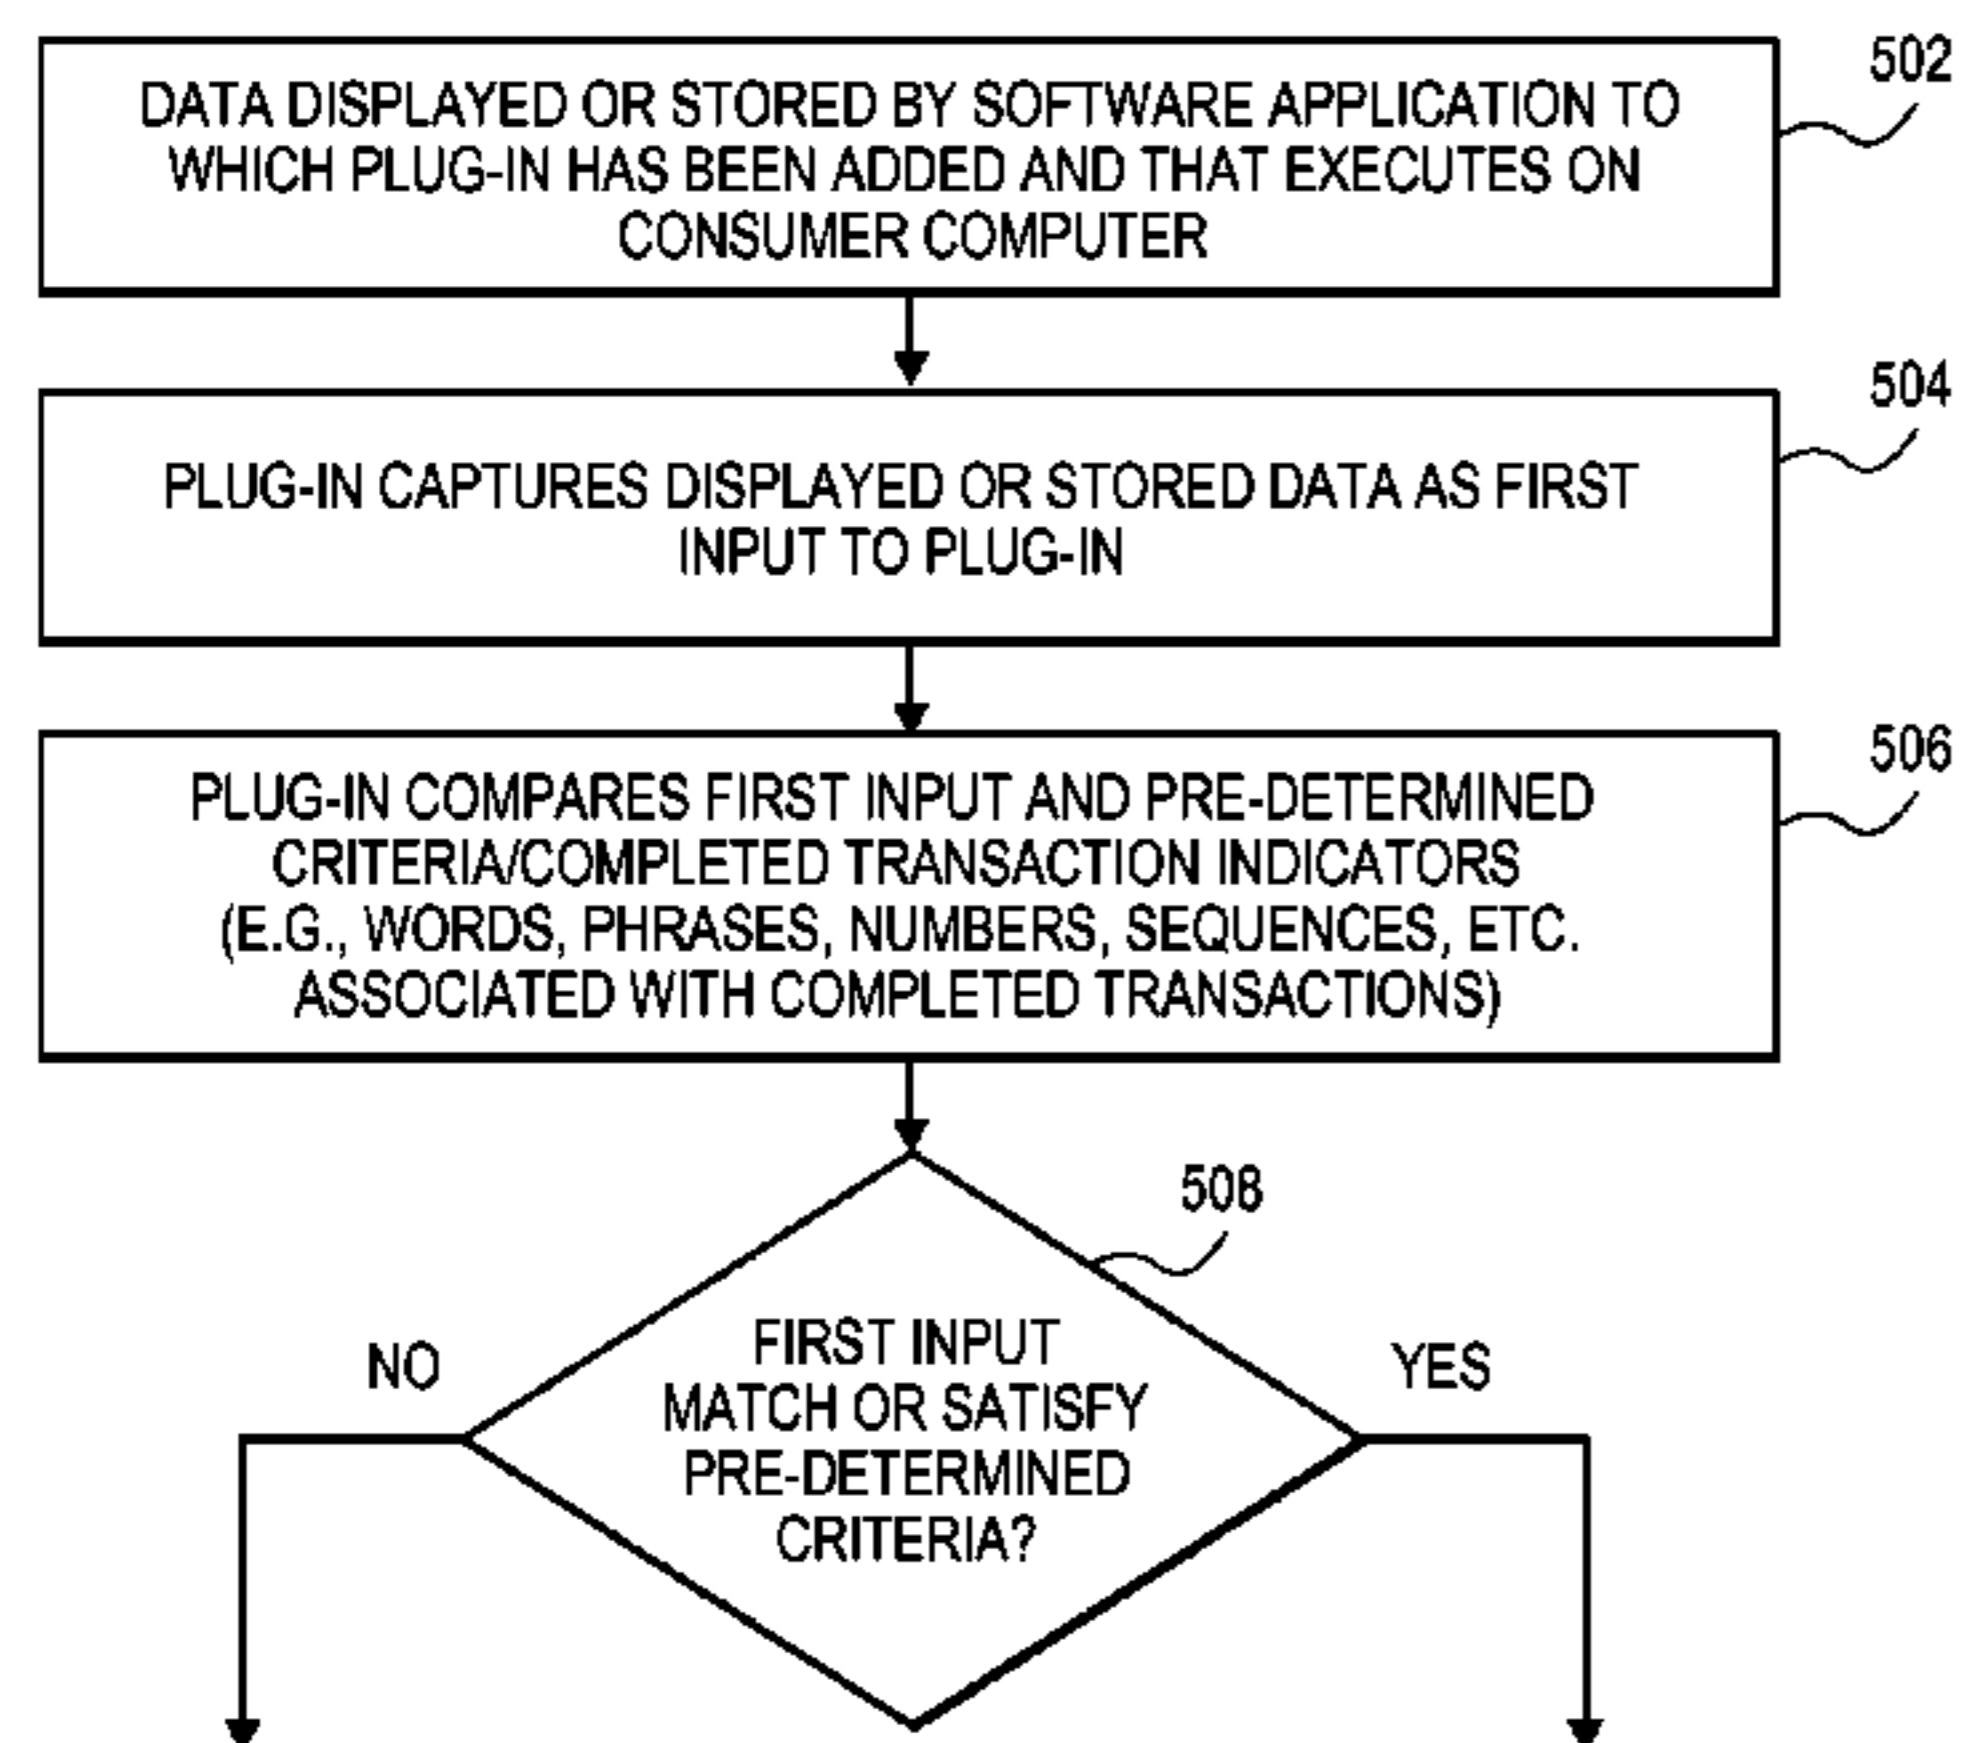 502
DATA DISPLAYED OR STORED BY SOFTWARE APPLICATION TO
WHICH PLUG-IN HAS BEEN ADDED AND THAT EXECUTES ON
CONSUMER COMPUTER
504
PLUG-IN CAPTURES DISPLAYED OR STORED DATA AS FIRST
INPUT TO PLUG-IN
506
PLUG-IN COMPARES FIRST INPUT AND PRE-DETERMINED
CRITERIA/COMPLETED TRANSACTION INDICATORS
(E.G., WORDS, PHRASES, NUMBERS, SEQUENCES, ETC.
ASSOCIATED WITH COMPLETED TRANSACTIONS)
508
FIRST INPUT
MATCH OR SATISFY
PRE-DETERMINED
CRITERIA?
NO
YES